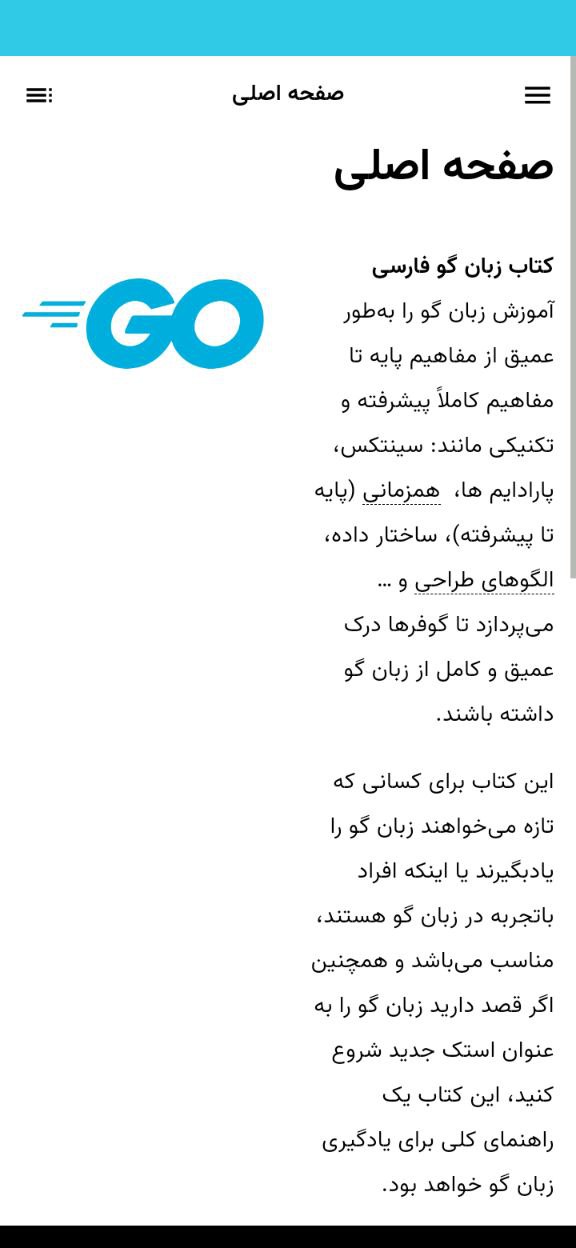 صفحه اصلی
صفحه اصلی
GO
کتاب زبان گو فارسی
آموزش زبان گو را به‌طور
عمیق از مفاهیم پایه تا
مفاهیم کاملاً پیشرفته و
تکنیکی مانند: سینتکس،
پارادایم ها، همزمانی (پایه
تا پیشرفته)، ساختار داده،
الگوهای طراحی و ...
می‌پردازد تا گوفرها درک
عمیق و کامل از زبان گو
داشته باشند.
این کتاب برای کسانی که
تازه می‌خواهند زبان گو را
یادبگیرند یا اینکه افراد
باتجربه در زبان گو هستند،
مناسب می‌باشد و همچنین
اگر قصد دارید زبان گو را به
عنوان استک جدید شروع
کنید، این کتاب یک
راهنمای کلی برای یادگیری
زبان گو خواهد بود.